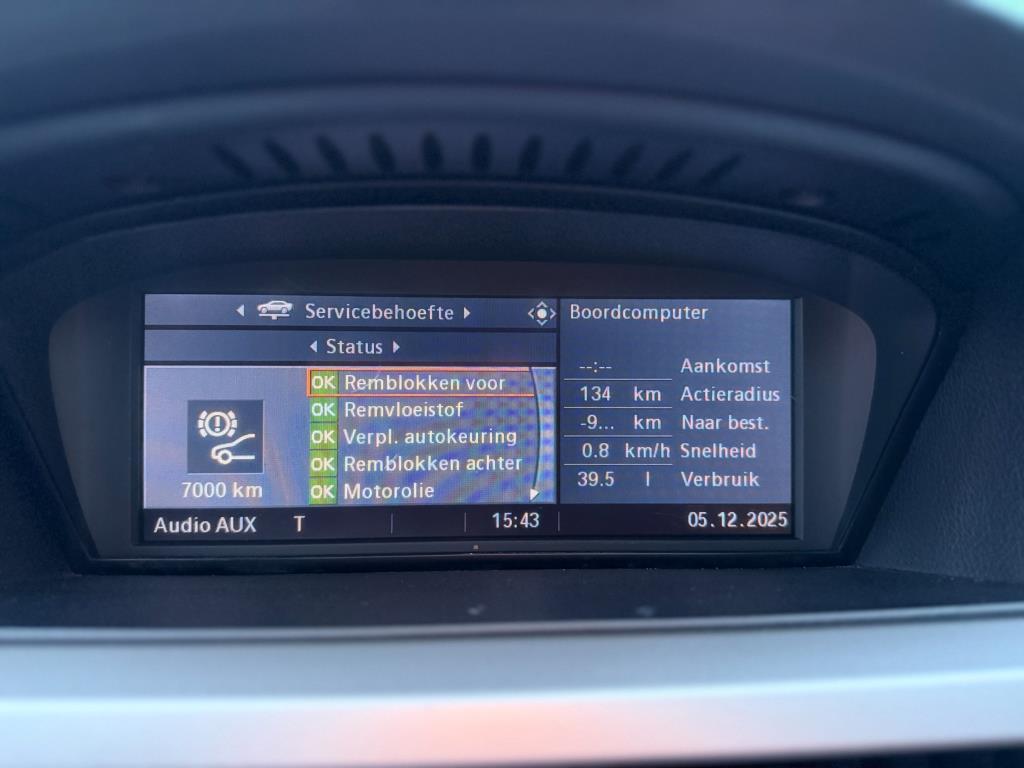 Servicebehoefte
Status
OK Remblokken voor
OK Remvloeistof
OK Verpl. autokeuring
OK Remblokken achter
OK Motorolie
7000 km
Boordcomputer
--:-- Aankomst
134 km Actieradius
-9... km Naar best.
0.8 km/h Snelheid
39.5 l Verbruik
Audio AUX T 15:43 05.12.2025